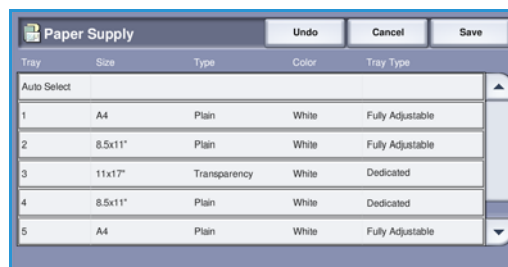 Paper Supply Undo Cancel Save
Tray Size Type Color Tray Type
Auto Select
1 A4 Plain White Fully Adjustable
2 8.5x11" Plain White Fully Adjustable
3 11x17" Transparency White Dedicated
4 8.5x11" Plain White Dedicated
5 A4 Plain White Fully Adjustable